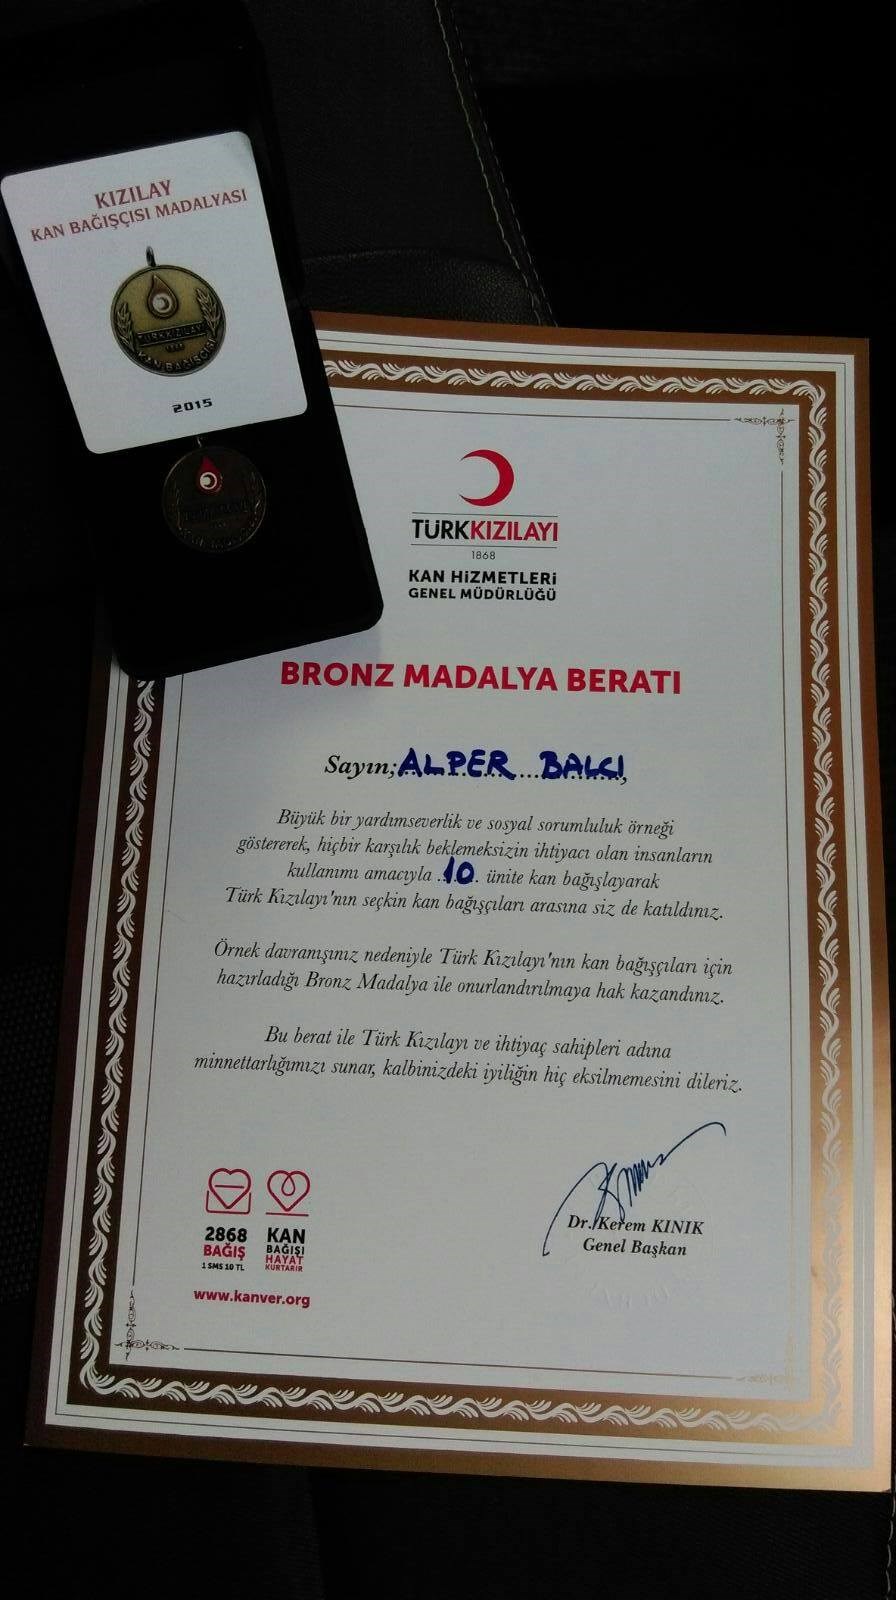 KIZILAY
KAN BAĞIŞÇISI MADALYASI
TÜRKKIZILAYI
1868
KAN BAĞIŞÇISI
2015
TÜRKKIZILAYI
1868
KAN HİZMETLERİ
GENEL MÜDÜRLÜĞÜ
BRONZ MADALYA BERATI
Sayın; ALPER BALCI,
Büyük bir yardımseverlik ve sosyal sorumluluk örneği
göstererek, hiçbir karşılık beklemeksizin ihtiyacı olan insanların
kullanımı amacıyla 10 ünite kan bağışlayarak
Türk Kızılayı'nın seçkin kan bağışçıları arasına siz de katıldınız.
Örnek davranışınız nedeniyle Türk Kızılayı'nın kan bağışçıları için
hazırladığı Bronz Madalya ile onurlandırılmaya hak kazandınız.
Bu berat ile Türk Kızılayı ve ihtiyaç sahipleri adına
minnettarlığımızı sunar, kalbinizdeki iyiliğin hiç eksilmemesini dileriz.
Dr. Kerem KINIK
Genel Başkan
2868
BAĞIŞ
1 SMS 10 TL
KAN
BAĞIŞI
HAYAT
KURTARIR
www.kanver.org